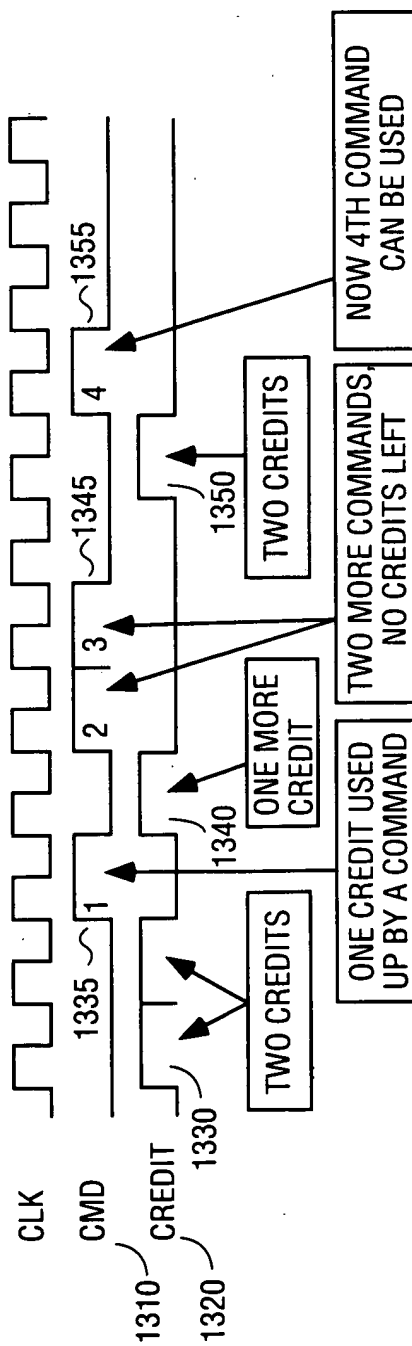 CLK
CMD
1310
CREDIT
1320
1330
1335
1
1340
2
3
1345
1350
4
1355
TWO CREDITS
ONE MORE
CREDIT
TWO CREDITS
ONE CREDIT USED
UP BY A COMMAND
TWO MORE COMMANDS,
NO CREDITS LEFT
NOW 4TH COMMAND
CAN BE USED